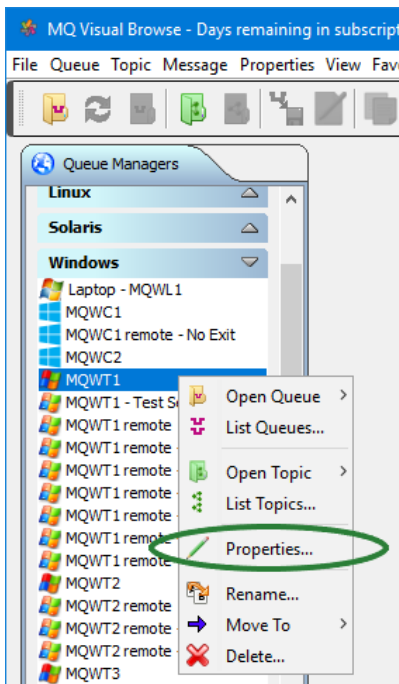 MQ Visual Browse - Days remaining in subscript
File Queue Topic Message Properties View Fav
Queue Managers
Linux
Solaris
Windows
Laptop - MQWL1
MQWC1
MQWC1 remote - No Exit
MQWC2
MQWT1
MQWT1 - Test Se
MQWT1 remote
MQWT1 remote -
MQWT1 remote -
MQWT1 remote -
MQWT1 remote -
MQWT1 remote -
MQWT1 remote -
MQWT2
MQWT2 remote
MQWT2 remote -
MQWT2 remote -
MQWT3
Open Queue
List Queues...
Open Topic
List Topics...
Properties...
Rename...
Move To
Delete...